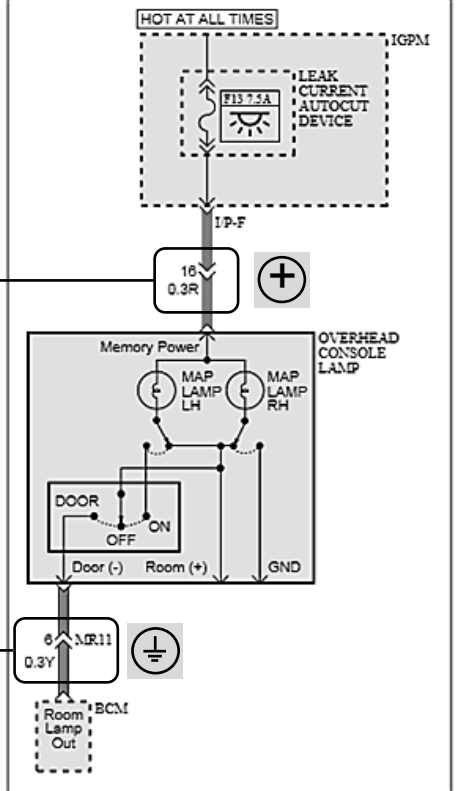 HOT AT ALL TIMES
IGPM
LEAK
CURRENT
AUTOCUT
DEVICE
F13 7.5A
I/P-F
16
0.3R
+
OVERHEAD
CONSOLE
LAMP
Memory Power
MAP
LAMP
LH
MAP
LAMP
RH
DOOR
ON
OFF
Door (-)
Room (+)
GND
6
MR11
0.3Y
Room
Lamp
Out
BCM